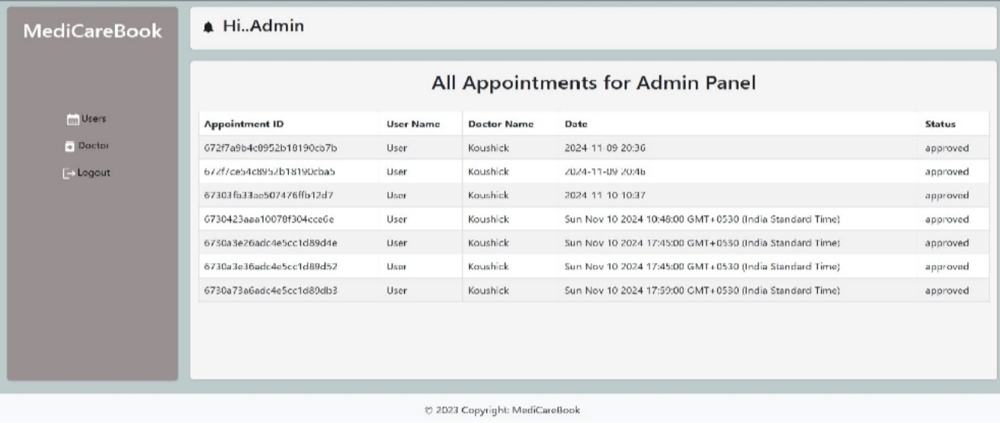 MediCareBook
Hi..Admin
Users
Doctor
Logout
All Appointments for Admin Panel
Appointment ID User Name Doctor Name Date Status
672f7a9b4c8952b18190cb7b User Koushick 2024-11-09 20:36 approved
672f7ce54c8952b18190cba5 User Koushick 2024-11-09 20:46 approved
67303fb33ae507476ffb12d7 User Koushick 2024-11-10 10:37 approved
6730423aaa10078f304cce6e User Koushick Sun Nov 10 2024 10:48:00 GMT+0530 (India Standard Time) approved
6730a3e26adc4e5cc1d89d4e User Koushick Sun Nov 10 2024 17:45:00 GMT+0530 (India Standard Time) approved
6730a3e36adc4e5cc1d89d52 User Koushick Sun Nov 10 2024 17:45:00 GMT+0530 (India Standard Time) approved
6730a73a6adc4e5cc1d89db3 User Koushick Sun Nov 10 2024 17:59:00 GMT+0530 (India Standard Time) approved
© 2023 Copyright: MediCareBook